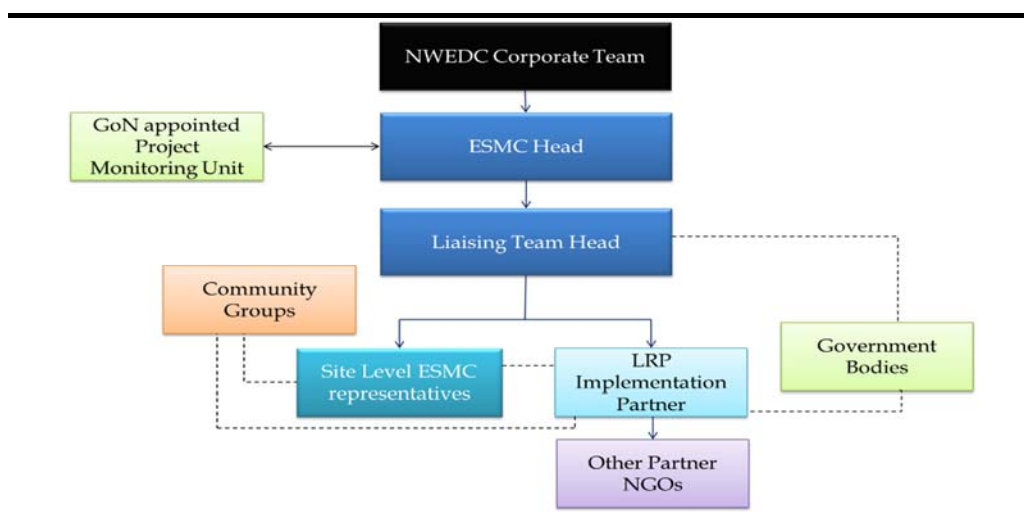 NWEDC Corporate Team
GoN appointed
Project
Monitoring Unit
ESMC Head
Liaising Team Head
Community
Groups
Site Level ESMC
representatives
LRP
Implementation
Partner
Government
Bodies
Other Partner
NGOs